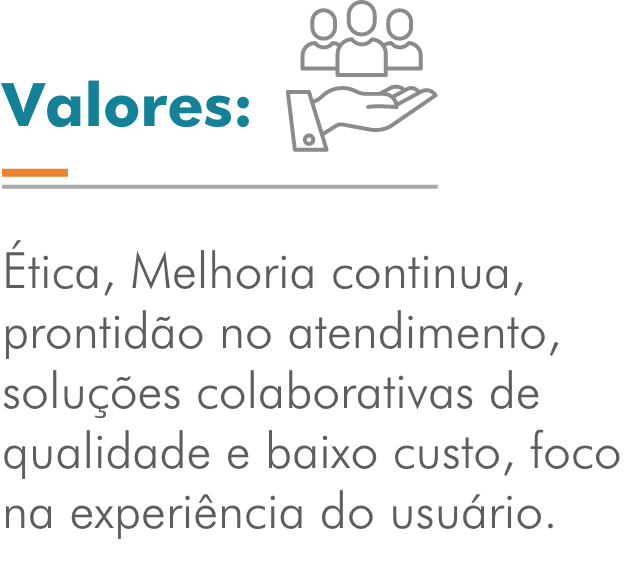 Valores:
Ética, Melhoria continua,
prontidão no atendimento,
soluções colaborativas de
qualidade e baixo custo, foco
na experiência do usuário.